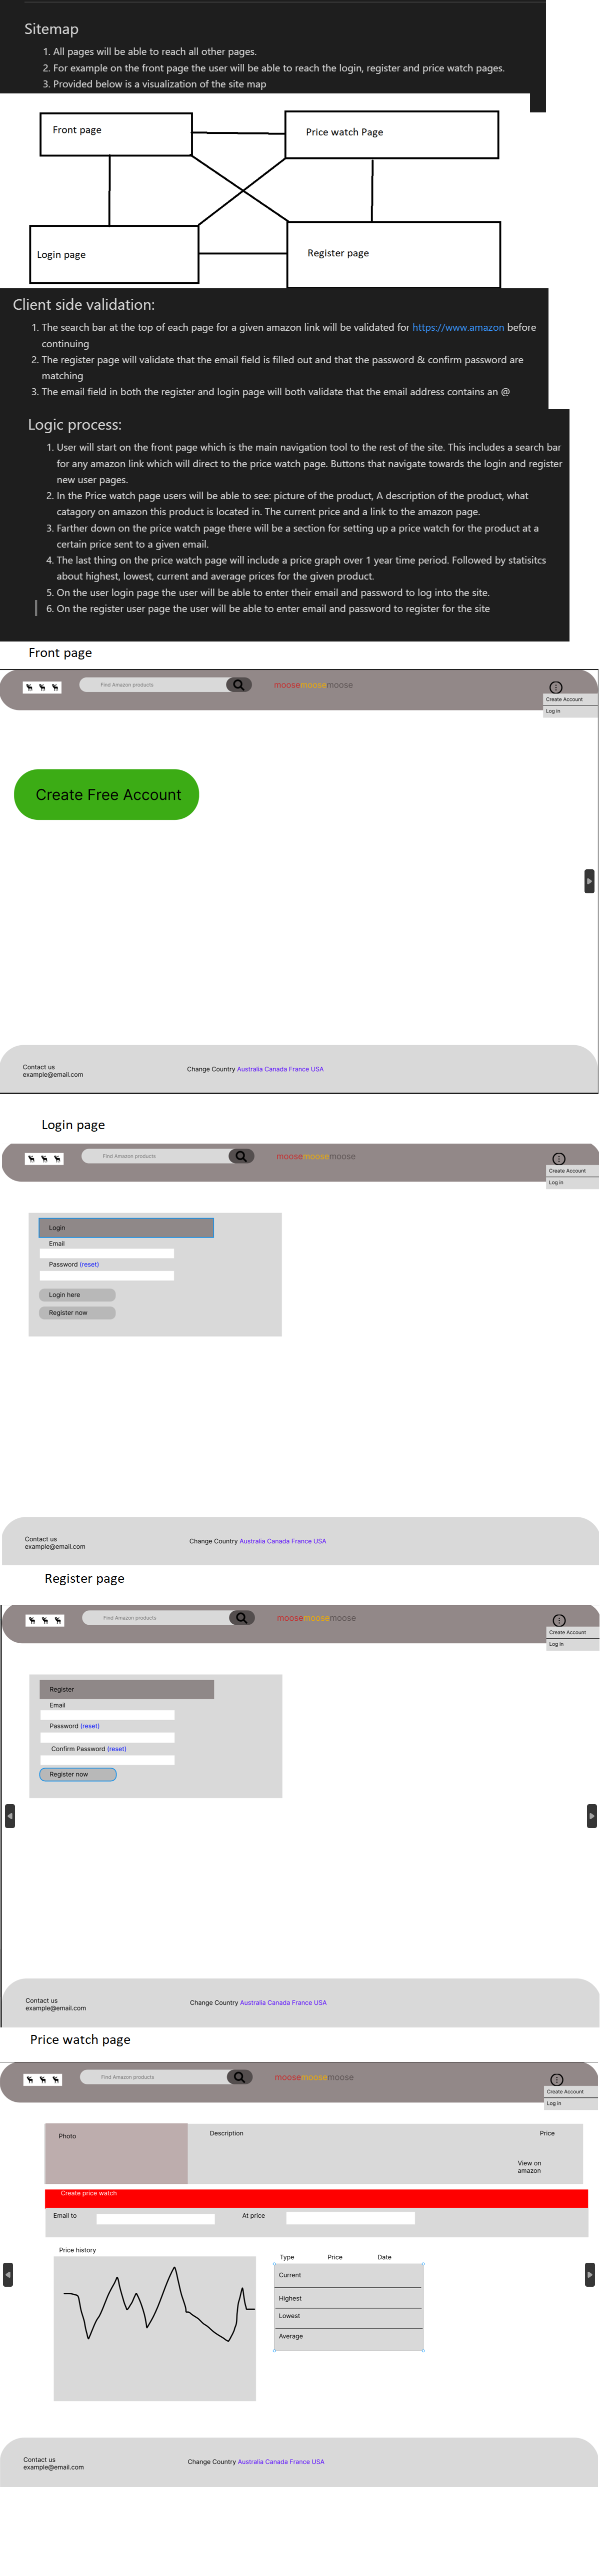 Sitemap
1. All pages will be able to reach all other pages.
2. For example on the front page the user will be able to reach the login, register and price watch pages.
3. Provided below is a visualization of the site map
Front page
Price watch Page
Login page
Register page
Client side validation:
1. The search bar at the top of each page for a given amazon link will be validated for https://www.amazon before
continuing
2. The register page will validate that the email field is filled out and that the password & confirm password are
matching
3. The email field in both the register and login page will both validate that the email address contains an @
Logic process:
1. User will start on the front page which is the main navigation tool to the rest of the site. This includes a search bar
for any amazon link which will direct to the price watch page. Buttons that navigate towards the login and register
new user pages.
2. In the Price watch page users will be able to see: picture of the product, A description of the product, what
catagory on amazon this product is located in. The current price and a link to the amazon page.
3. Farther down on the price watch page there will be a section for setting up a price watch for the product at a
certain price sent to a given email.
4. The last thing on the price watch page will include a price graph over 1 year time period. Followed by statisitcs
about highest, lowest, current and average prices for the given product.
5. On the user login page the user will be able to enter their email and password to log into the site.
6. On the register user page the user will be able to enter email and password to register for the site
Front page
Find Amazon products
moosemoosemoose
Create Account
Log in
Create Free Account
Contact us
example@email.com
Change Country Australia Canada France USA
Login page
Find Amazon products
moosemoosemoose
Create Account
Log in
Login
Email
Password (reset)
Login here
Register now
Contact us
example@email.com
Change Country Australia Canada France USA
Register page
Find Amazon products
moosemoosemoose
Create Account
Log in
Register
Email
Password (reset)
Confirm Password (reset)
Register now
Contact us
example@email.com
Change Country Australia Canada France USA
Price watch page
Find Amazon products
moosemoosemoose
Create Account
Log in
Photo
Description
Price
View on
amazon
Create price watch
Email to
At price
Price history
Type Price Date
Current
Highest
Lowest
Average
Contact us
example@email.com
Change Country Australia Canada France USA